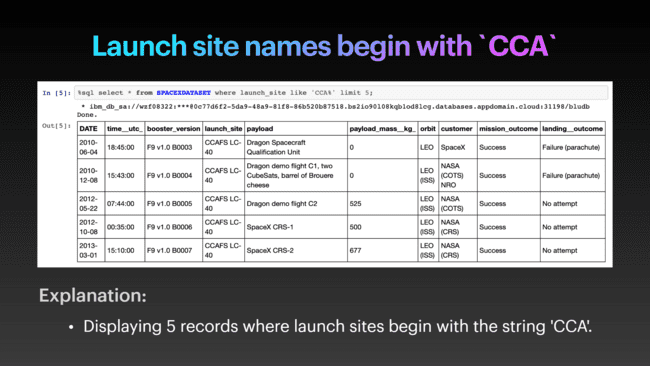 Launch site names begin with `CCA`
In [5]: %sql select * from SPACEXDATASET where launch_site like 'CCA%' limit 5;
* ibm_db_sa://wzf08322:***@0c77d6f2-5da9-48a9-81f8-86b520b87518.bs2io90l08kqb1od8lcg.databases.appdomain.cloud:31198/bludb
Done.
Out[5]: DATE time__utc_ booster_version launch_site payload payload_mass__kg_ orbit customer mission_outcome landing__outcome
2010-06-04 18:45:00 F9 v1.0 B0003 CCAFS LC-40 Dragon Spacecraft Qualification Unit 0 LEO SpaceX Success Failure (parachute)
2010-12-08 15:43:00 F9 v1.0 B0004 CCAFS LC-40 Dragon demo flight C1, two CubeSats, barrel of Brouere cheese 0 LEO (ISS) NASA (COTS) NRO Success Failure (parachute)
2012-05-22 07:44:00 F9 v1.0 B0005 CCAFS LC-40 Dragon demo flight C2 525 LEO (ISS) NASA (COTS) Success No attempt
2012-10-08 00:35:00 F9 v1.0 B0006 CCAFS LC-40 SpaceX CRS-1 500 LEO (ISS) NASA (CRS) Success No attempt
2013-03-01 15:10:00 F9 v1.0 B0007 CCAFS LC-40 SpaceX CRS-2 677 LEO (ISS) NASA (CRS) Success No attempt
Explanation:
• Displaying 5 records where launch sites begin with the string 'CCA'.